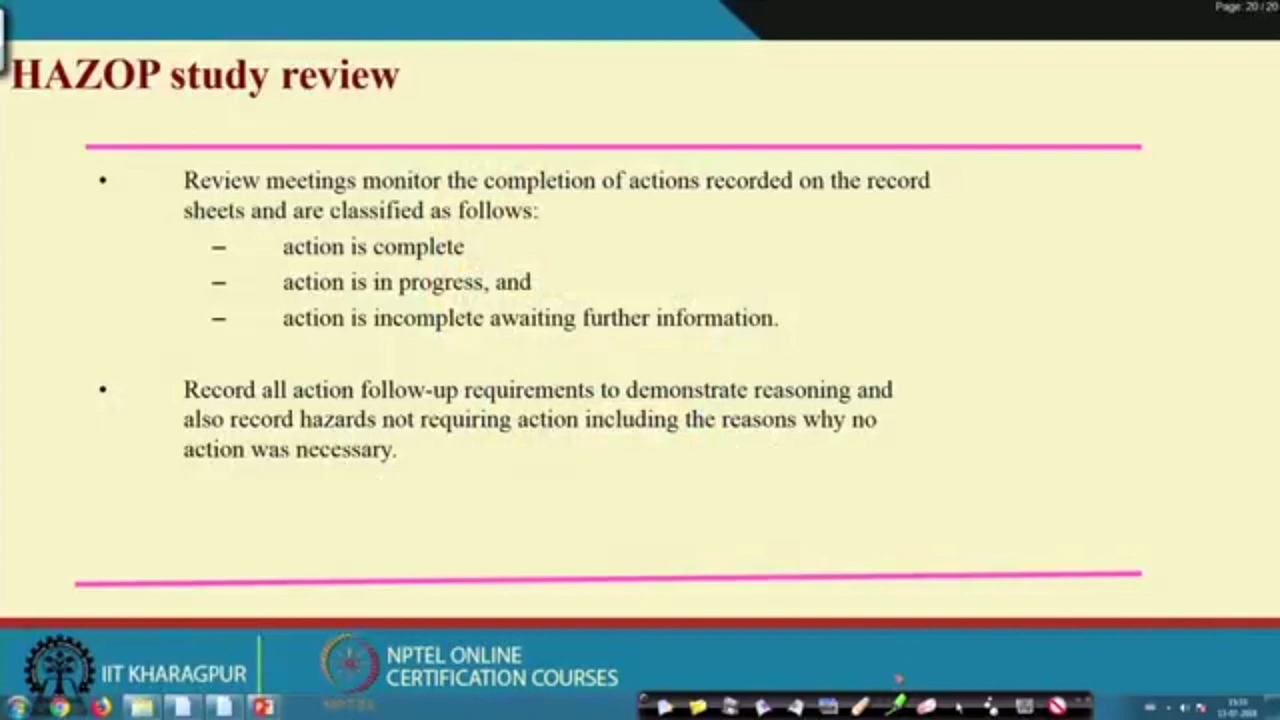 Page: 20 / 20
HAZOP study review
• Review meetings monitor the completion of actions recorded on the record
sheets and are classified as follows:
– action is complete
– action is in progress, and
– action is incomplete awaiting further information.
• Record all action follow-up requirements to demonstrate reasoning and
also record hazards not requiring action including the reasons why no
action was necessary.
IIT KHARAGPUR
NPTEL ONLINE
CERTIFICATION COURSES